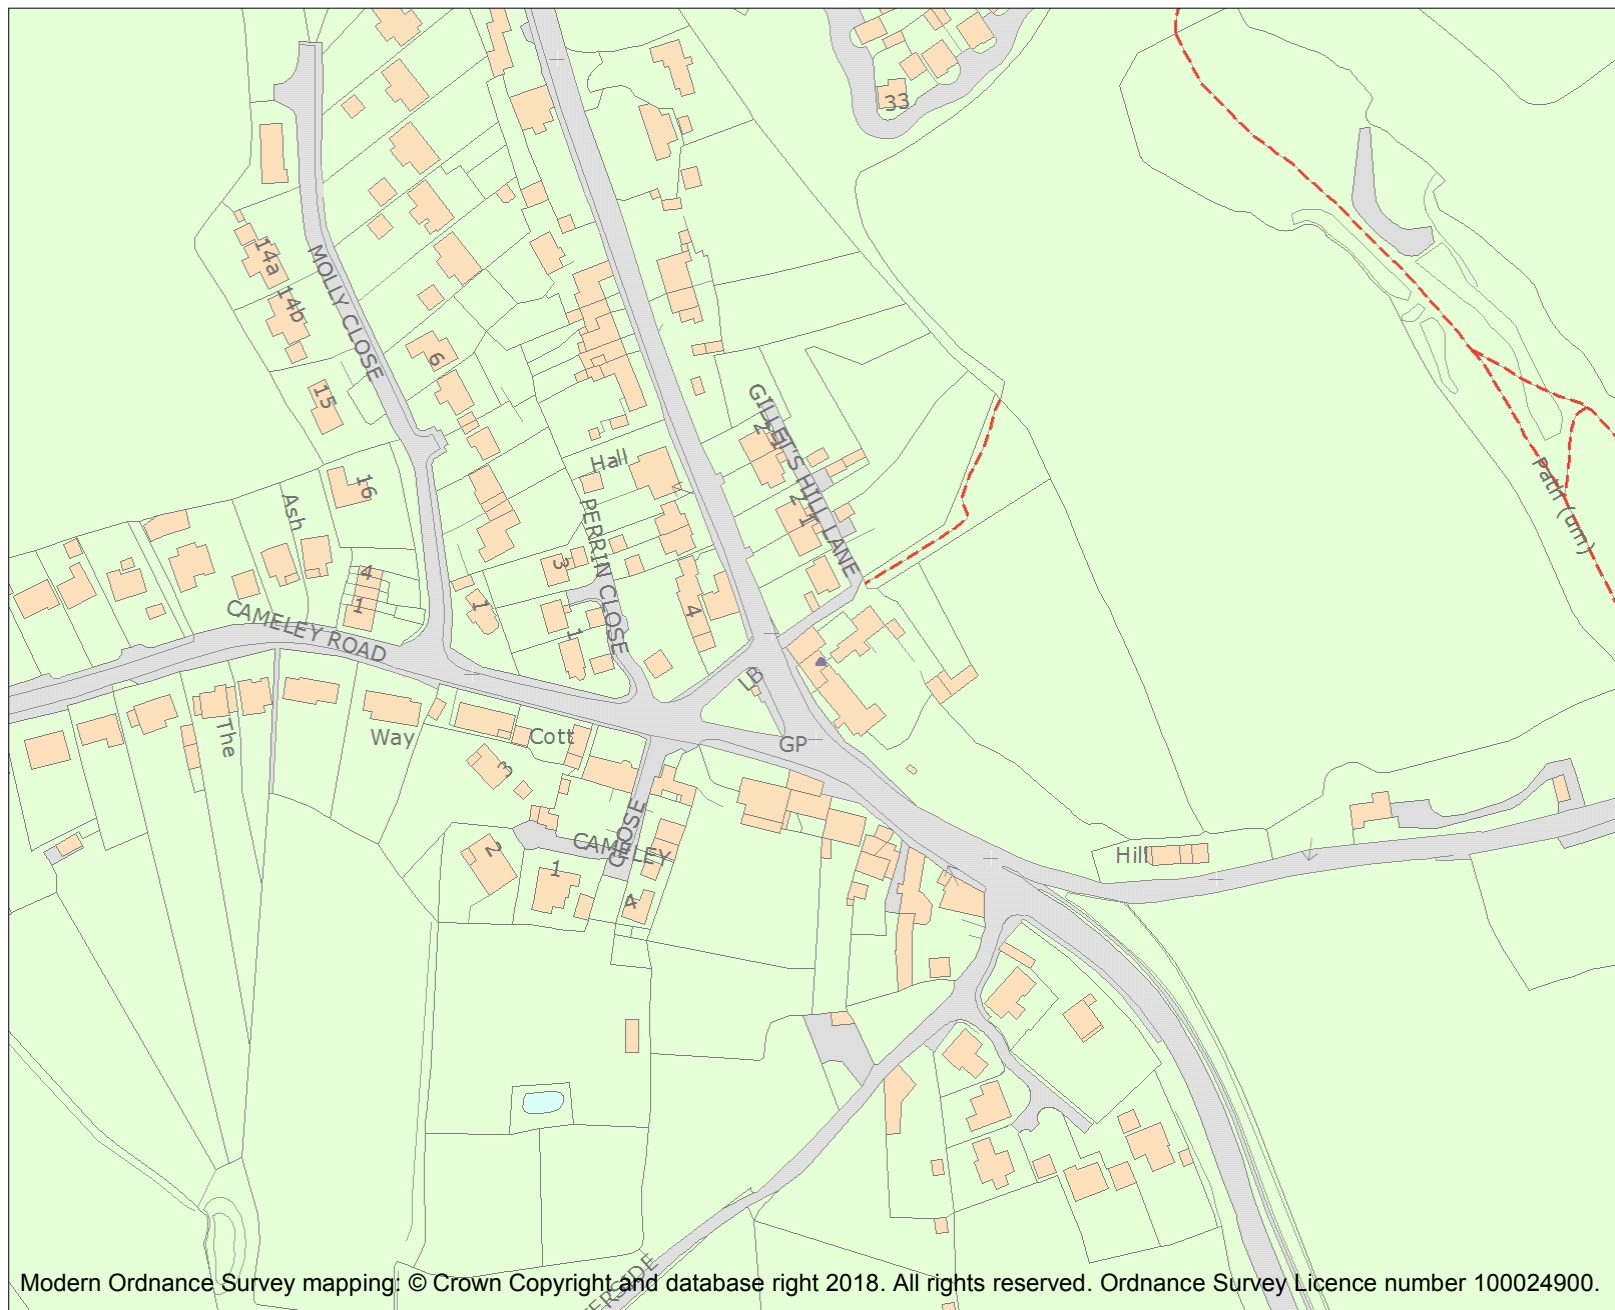 33
14a
MOLLY CLOSE
14b
6
15
GILLET'S HILL LANE
2
1
Hall
16
Ash
PERRIN CLOSE
2
1
Path (um)
3
4
1
1
4
CAMELEY ROAD
1
LB
The
Way
Cott
GP
3
CLOSE
CAMELEY
2
1
4
Hill
ERSIDE
Modern Ordnance Survey mapping: © Crown Copyright and database right 2018. All rights reserved. Ordnance Survey Licence number 100024900.